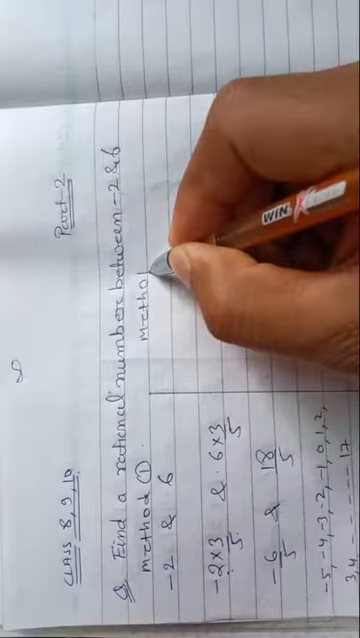 CLASS 8,9,10
Part-2
Q Find a rational number between -2 & 6
Method ①.
-2 & 6
-2×3/5 & 6×3/5
-6/5 & 18/5
-5,-4,-3,-2,-1,0,1,2,
3,4 - - - - - - 17
Metho
WIN